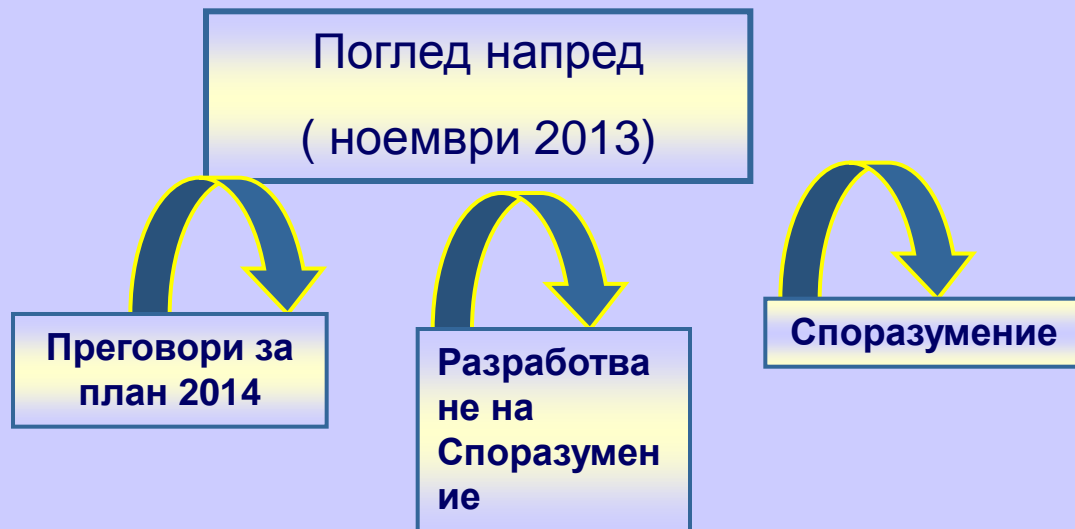 Поглед напред
( ноември 2013)
Преговори за
план 2014
Разработва
не на
Споразумен
ие
Споразумение